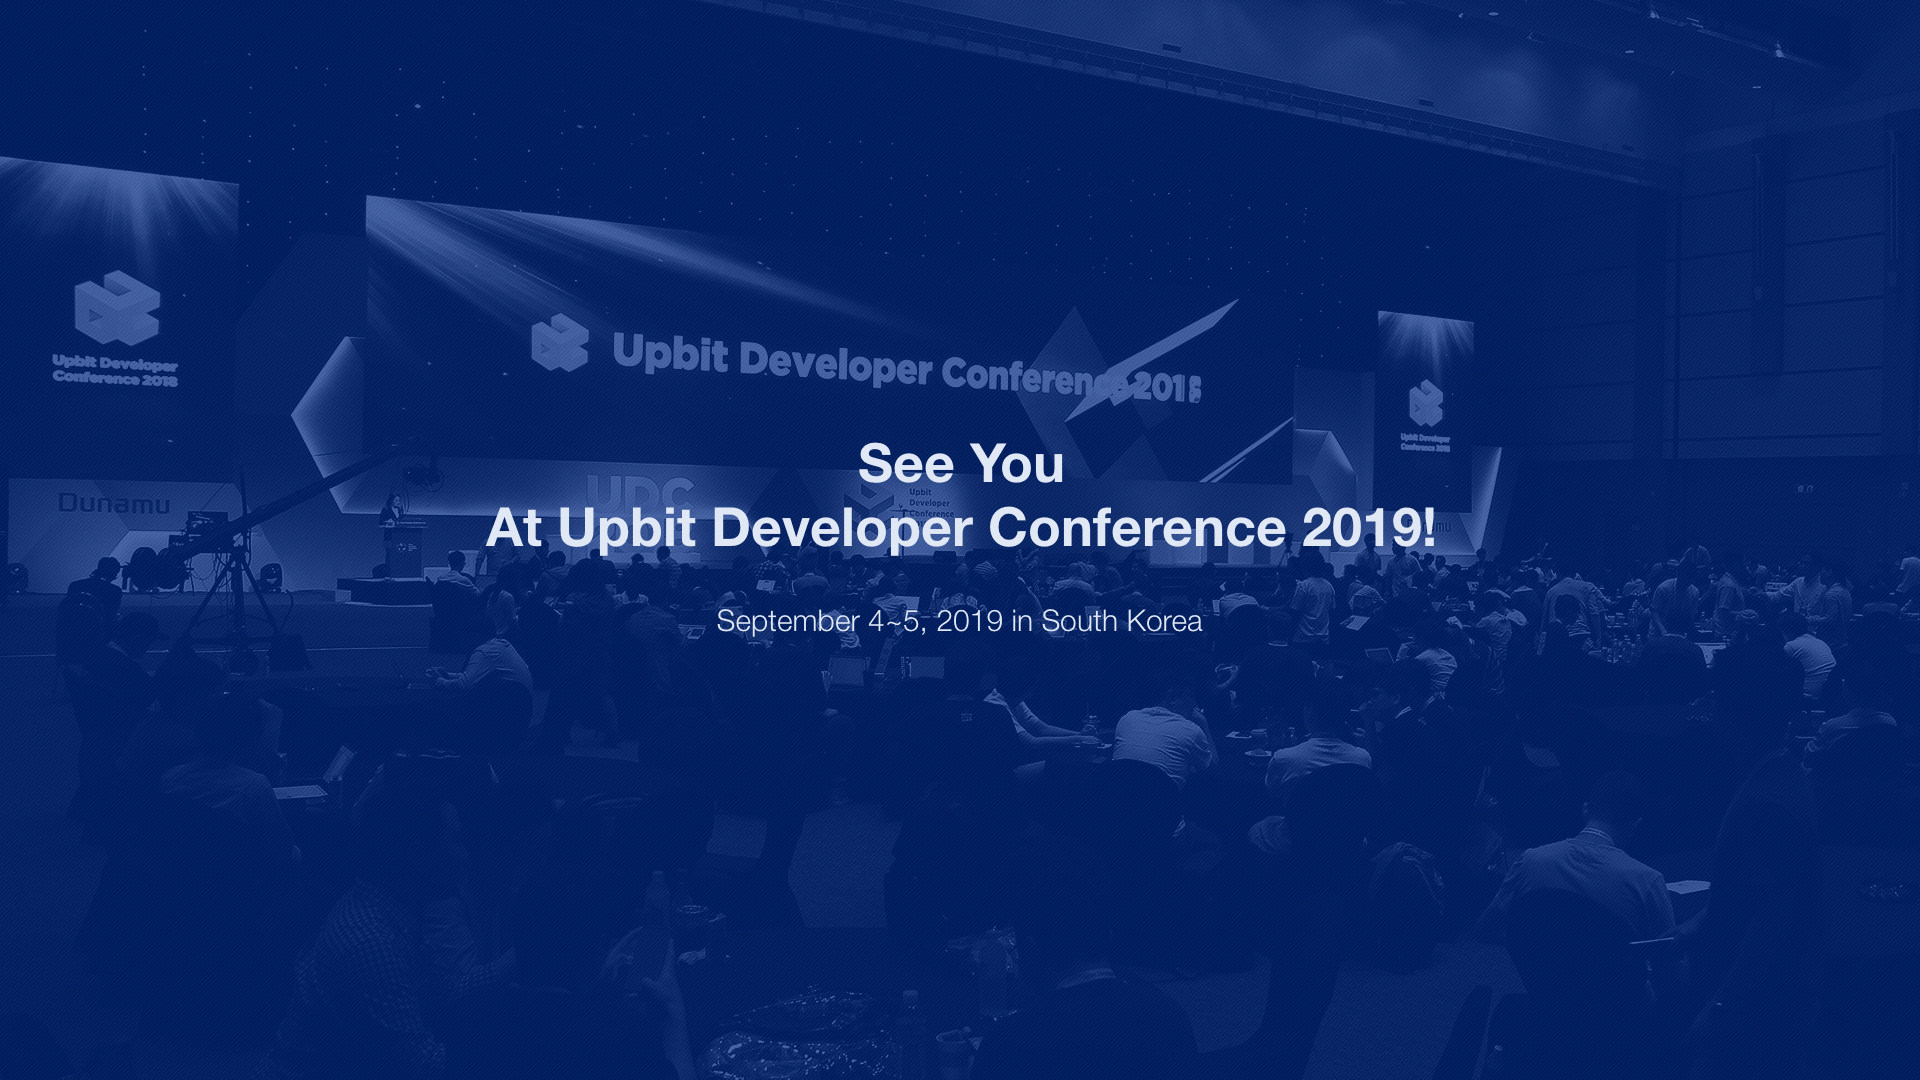 Upbit Developer
Conference 2018
Upbit Developer Conference 2018
Upbit Developer
Conference 2018
See You
At Upbit Developer Conference 2019!
Dunamu
UDC
Upbit
Developer
Conference
September 4~5, 2019 in South Korea